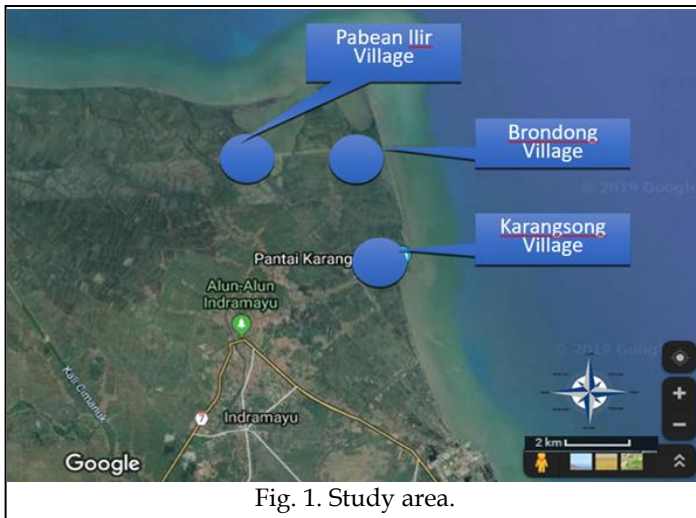 Pabean Ilir
Village
Brondong
Village
© 2019 Google
Karangsong
Village
Pantai Karang
Alun-Alun
Indramayu
© 2019 Goog
Kali Cimanuk
7
Indramayu
2 km
Google
Fig. 1. Study area.